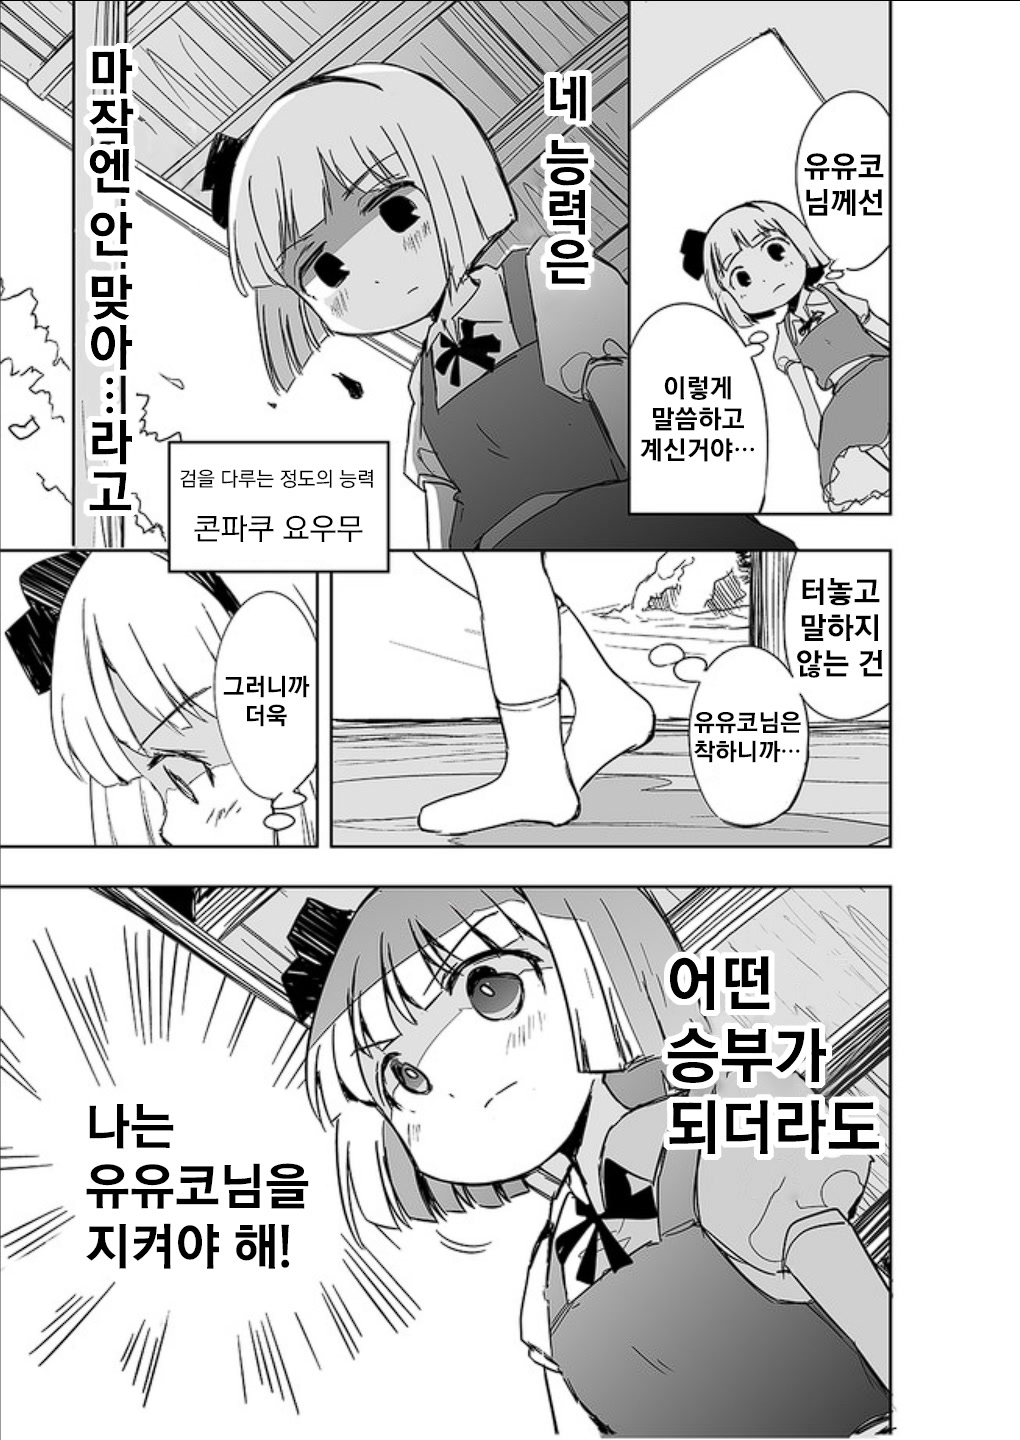 유유코
님께선
이렇게
말씀하고
계신거야…
네 능력은
마작엔 안 맞아…라고
검을 다루는 정도의 능력
콘파쿠 요우무
터놓고
말하지
않는 건
유유코님은
착하니까…
그러니까
더욱
어떤
승부가
되더라도
나는
유유코님을
지켜야 해!